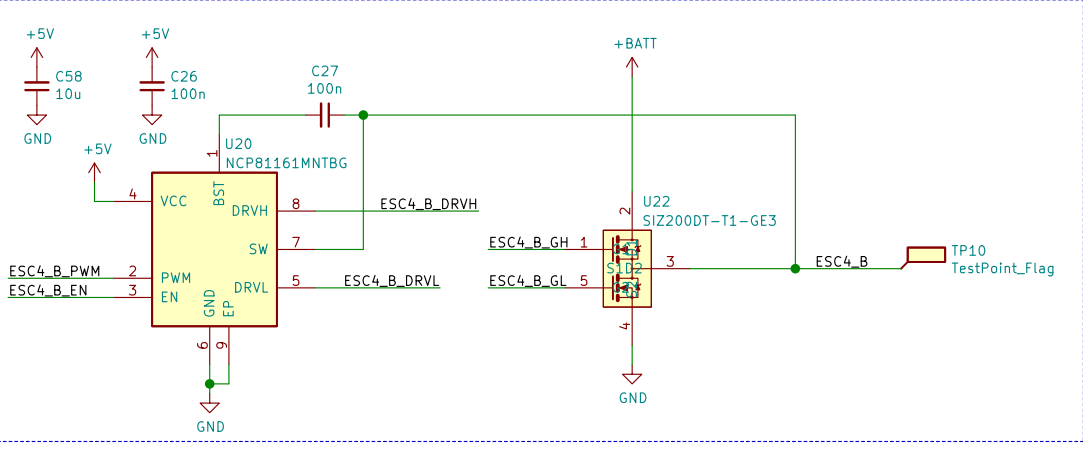 +5V
+5V
+BATT
C58
10u
C26
100n
C27
100n
GND
GND
+5V
U20
NCP81161MNTBG
1
BST
4
VCC
DRVH
8
ESC4_B_DRVH
SW
7
ESC4_B_PWM
2
PWM
ESC4_B_EN
3
EN
DRVL
5
ESC4_B_DRVL
GND
EP
6
9
GND
2
U22
SIZ200DT-T1-GE3
ESC4_B_GH
1
S1D2
3
ESC4_B_GL
5
4
GND
ESC4_B
TP10
TestPoint_Flag